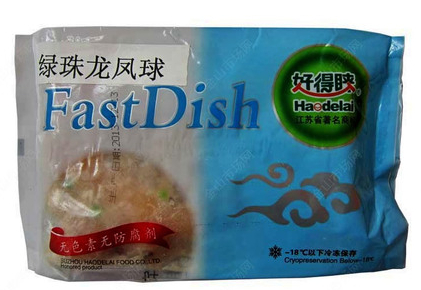 绿珠龙凤球
FastDish
好得睐®
Haodelai
江苏省著名商
无色素无防腐剂
SUZHOU HAODELAI FOOD CO.,LTD
Honored product
-18℃以下冷冻保存
Cryopreservation Below-18℃